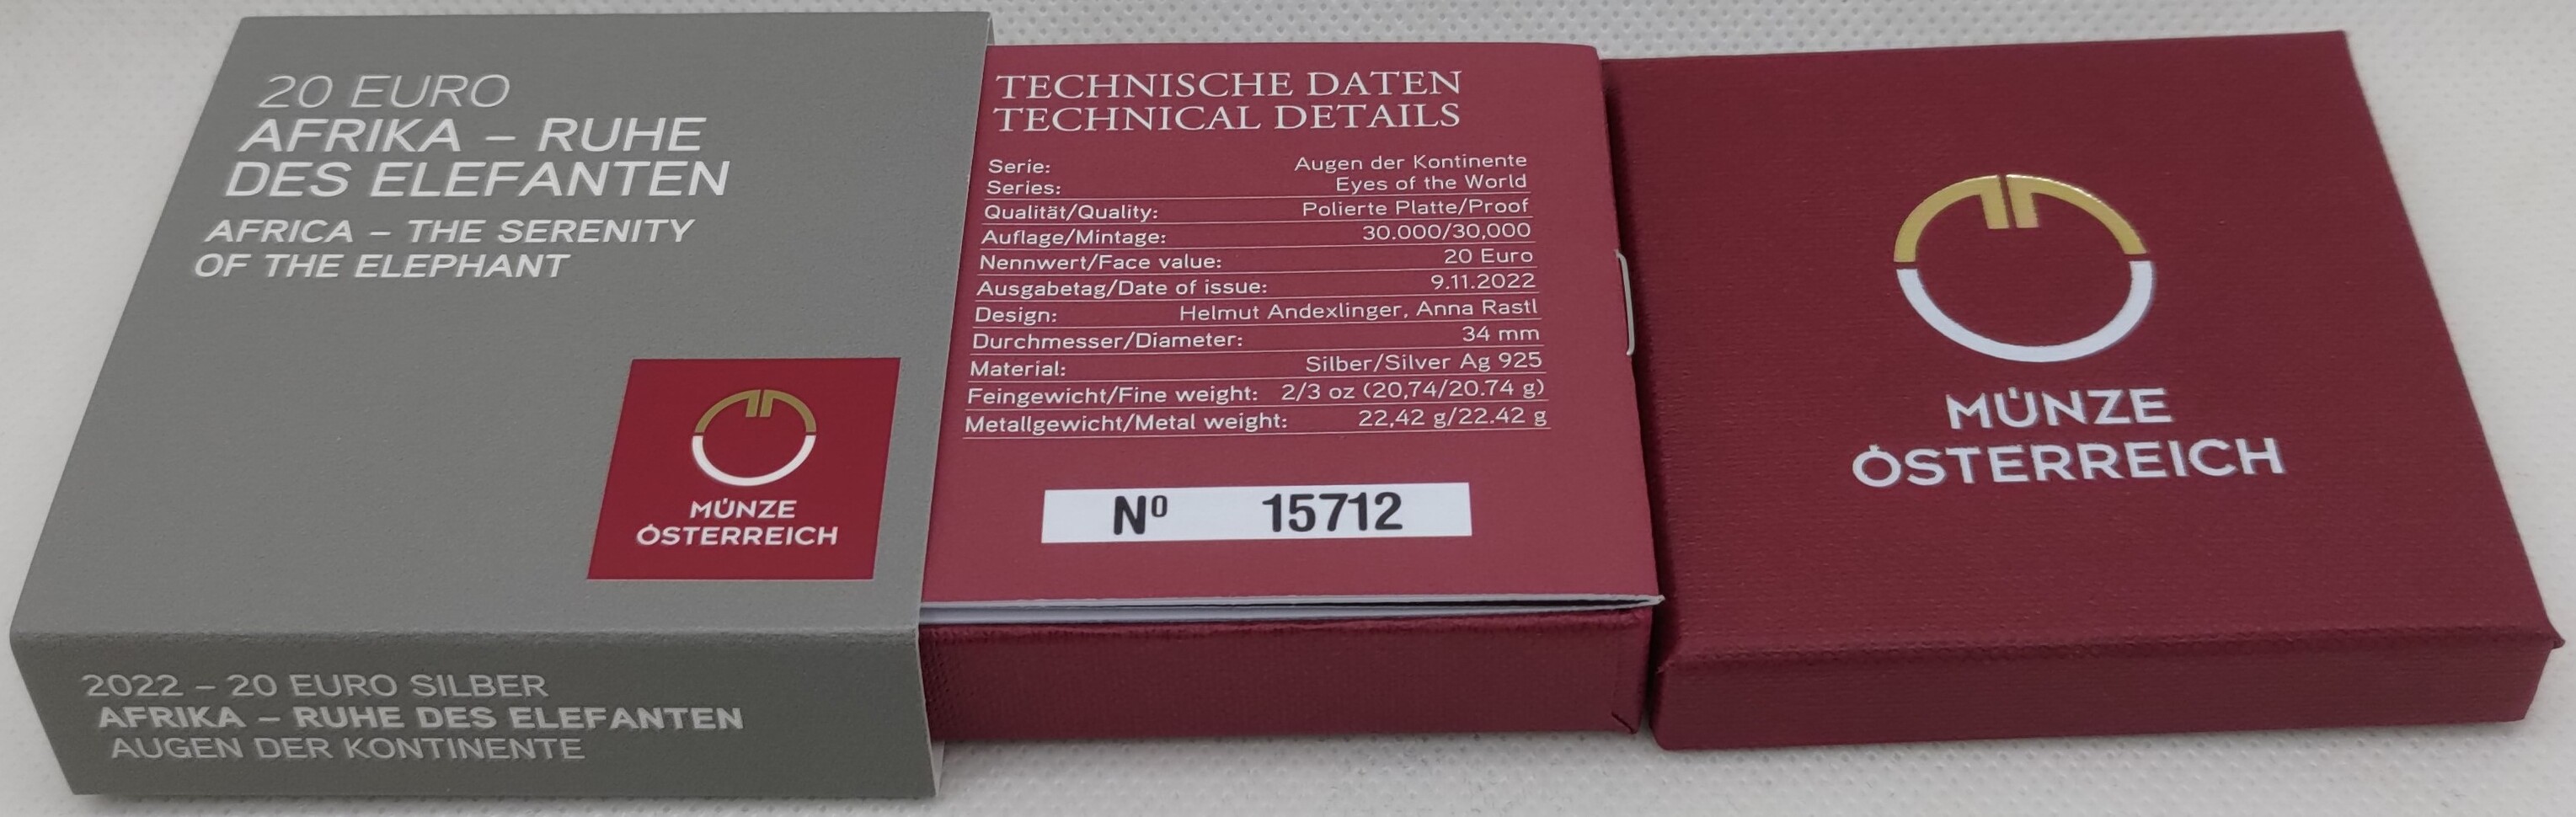 20 EURO
AFRIKA – RUHE
DES ELEFANTEN
AFRICA – THE SERENITY
OF THE ELEPHANT
MÜNZE
ÖSTERREICH
2022 – 20 EURO SILBER
AFRIKA – RUHE DES ELEFANTEN
AUGEN DER KONTINENTE
TECHNISCHE DATEN
TECHNICAL DETAILS
Serie: Augen der Kontinente
Series: Eyes of the World
Qualität/Quality: Polierte Platte/Proof
Auflage/Mintage: 30.000/30,000
Nennwert/Face value: 20 Euro
Ausgabetag/Date of issue: 9.11.2022
Design: Helmut Andexlinger, Anna Rastl
Durchmesser/Diameter: 34 mm
Material: Silber/Silver Ag 925
Feingewicht/Fine weight: 2/3 oz (20,74/20.74 g)
Metallgewicht/Metal weight: 22,42 g/22.42 g
Nº 15712
MÜNZE
ÖSTERREICH